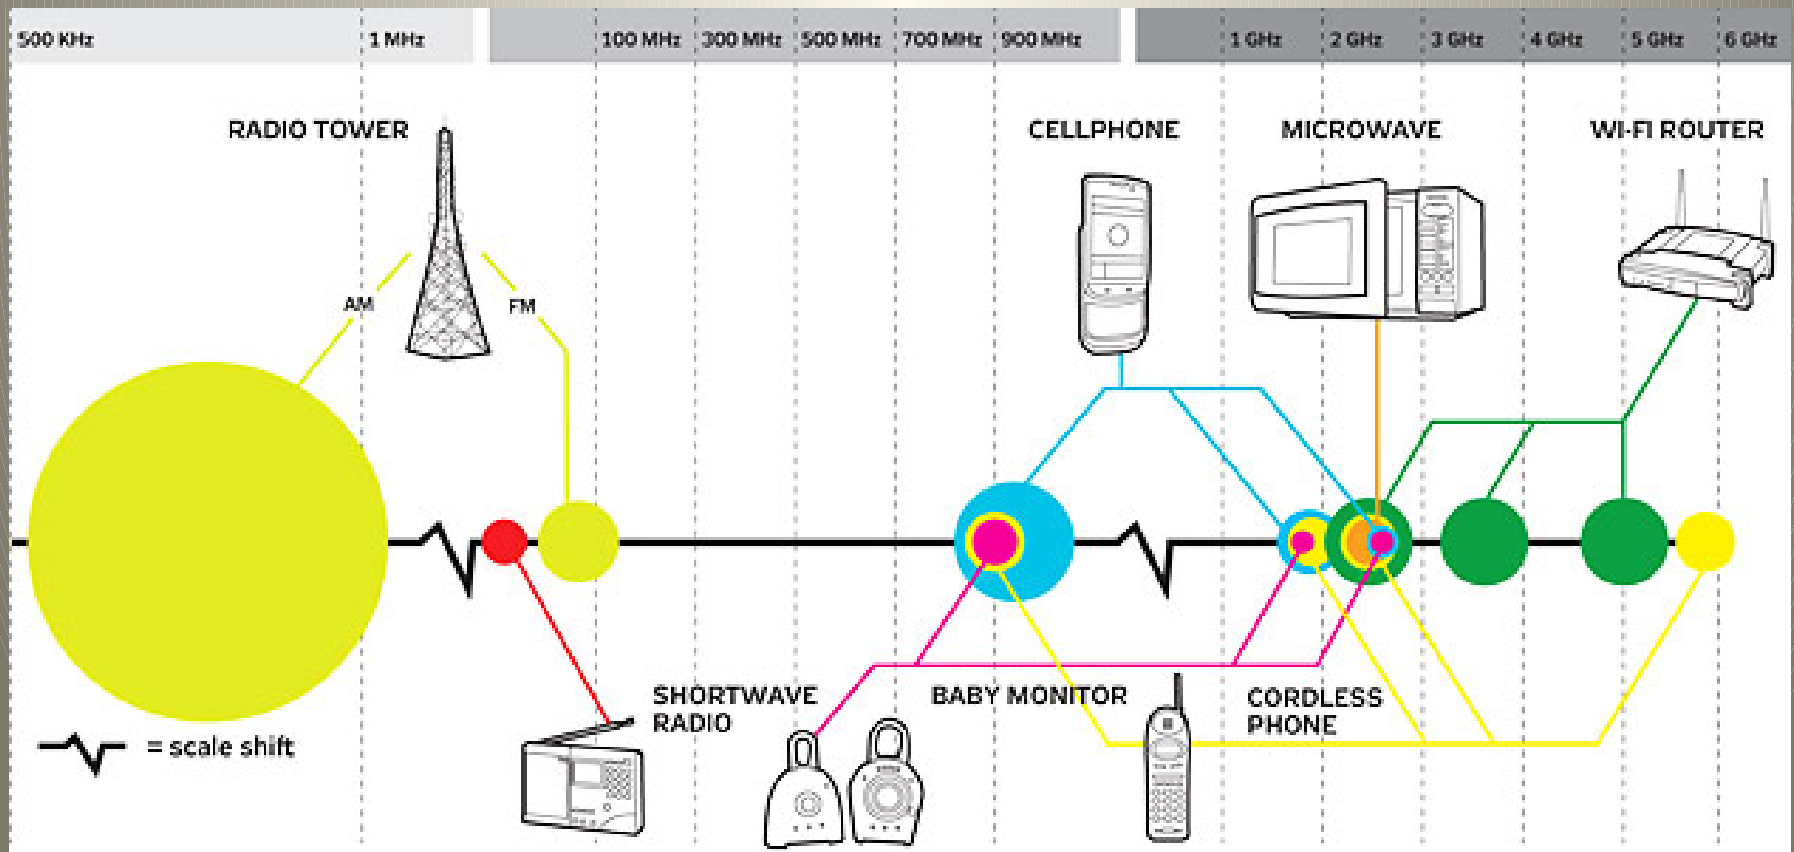 500 KHz 1 MHz 100 MHz 300 MHz 500 MHz 700 MHz 900 MHz 1 GHz 2 GHz 3 GHz 4 GHz 5 GHz 6 GHz
RADIO TOWER
CELLPHONE
MICROWAVE
WI-FI ROUTER
AM
FM
SHORTWAVE
RADIO
BABY MONITOR
CORDLESS
PHONE
= scale shift